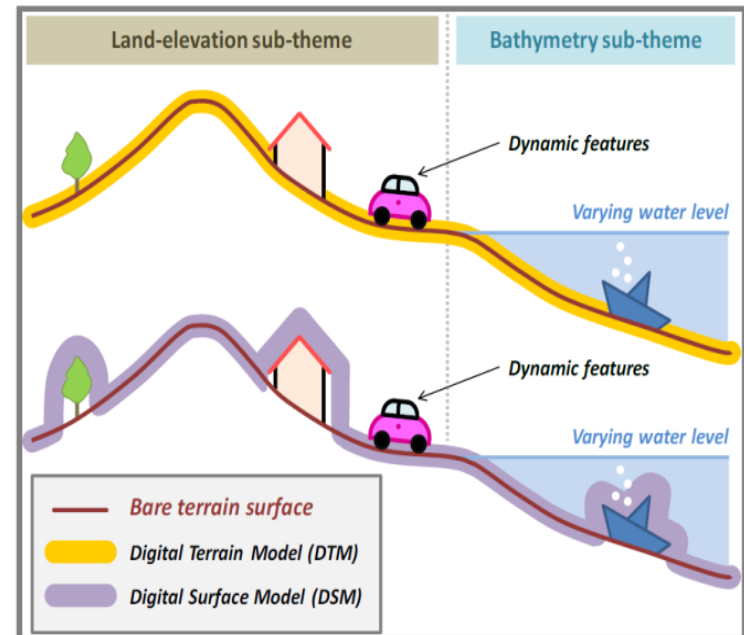 Land-elevation sub-theme
Bathymetry sub-theme
Dynamic features
Varying water level
Dynamic features
Varying water level
Bare terrain surface
Digital Terrain Model (DTM)
Digital Surface Model (DSM)